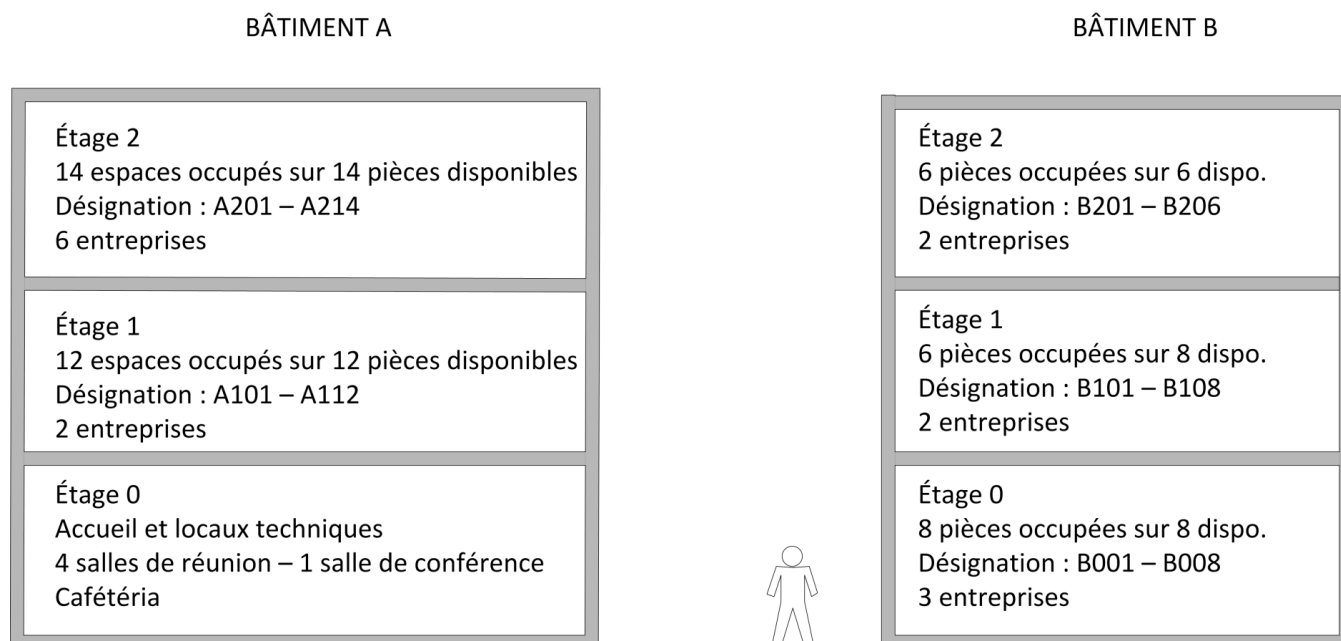 BÂTIMENT A
Étage 2
14 espaces occupés sur 14 pièces disponibles
Désignation : A201 – A214
6 entreprises
Étage 1
12 espaces occupés sur 12 pièces disponibles
Désignation : A101 – A112
2 entreprises
Étage 0
Accueil et locaux techniques
4 salles de réunion – 1 salle de conférence
Cafétéria
BÂTIMENT B
Étage 2
6 pièces occupées sur 6 dispo.
Désignation : B201 – B206
2 entreprises
Étage 1
6 pièces occupées sur 8 dispo.
Désignation : B101 – B108
2 entreprises
Étage 0
8 pièces occupées sur 8 dispo.
Désignation : B001 – B008
3 entreprises